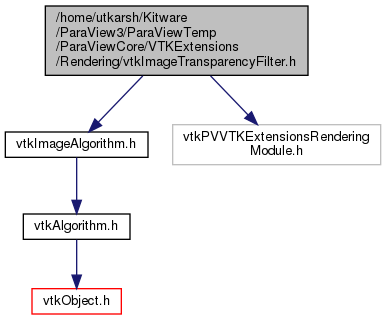 /home/utkarsh/Kitware
/ParaView3/ParaViewTemp
/ParaViewCore/VTKExtensions
/Rendering/vtkImageTransparencyFilter.h
vtkImageAlgorithm.h
vtkPVVTKExtensionsRendering
Module.h
vtkAlgorithm.h
vtkObject.h